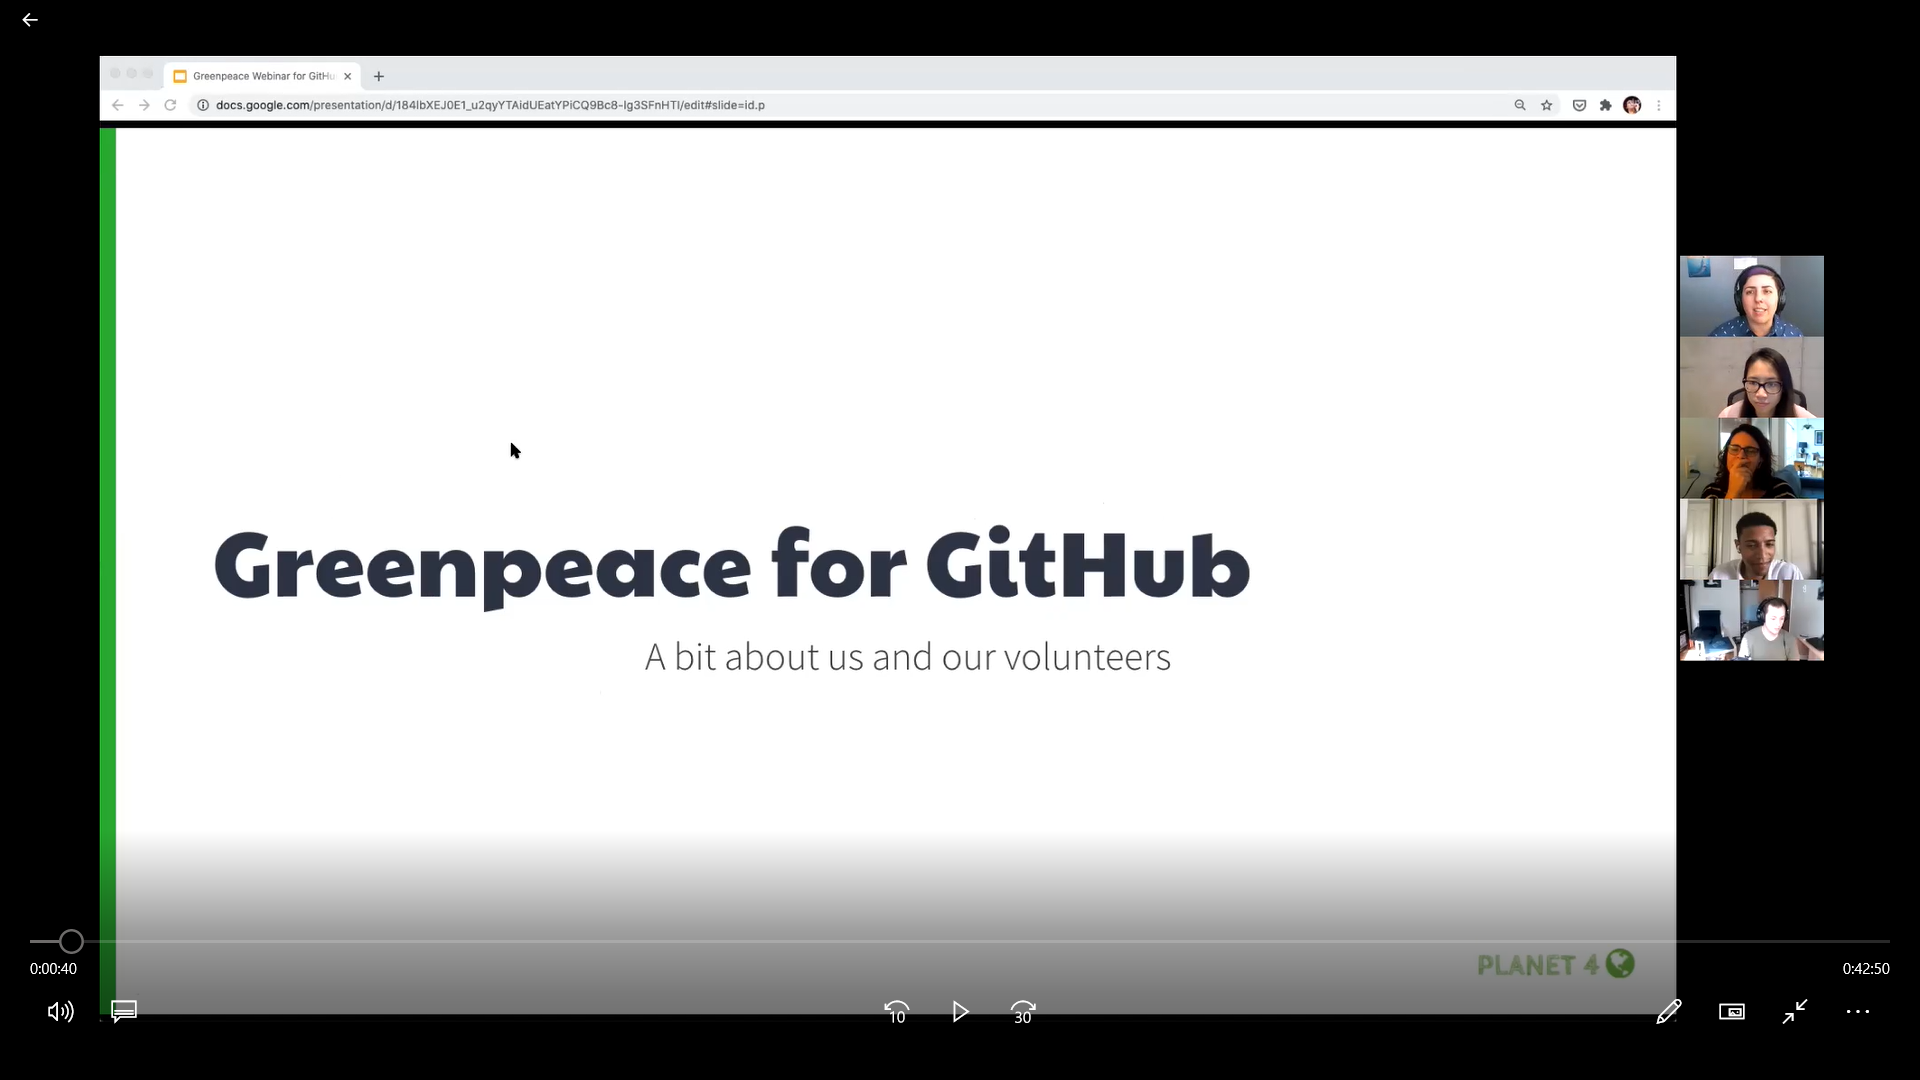 Greenpeace Webinar for GitHu
docs.google.com/presentation/d/184lbXEJ0E1_u2qyYTAidUEatYPiCQ9Bc8-Ig3SFnHTI/edit#slide=id.p
Greenpeace for GitHub
A bit about us and our volunteers
PLANET 4
0:00:40
0:42:50
10
30